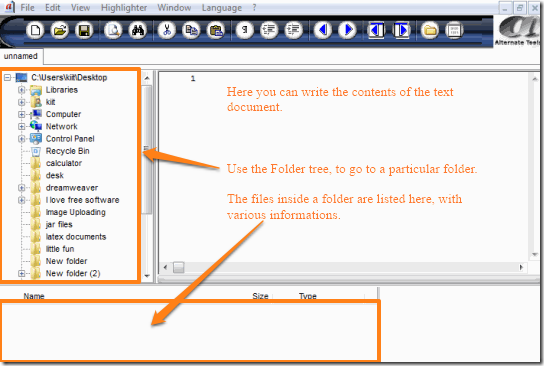 a File Edit View Highlighter Window Language ?
a
Alternate Tools
unnamed
C:\Users\kiit\Desktop
Libraries
kiit
Computer
Network
Control Panel
Recycle Bin
calculator
desk
dreamweaver
I love free software
Image Uploading
jar files
latex documents
little fun
New folder
New folder (2)
1
Here you can write the contents of the text
document.
Use the Folder tree, to go to a particular folder.
The files inside a folder are listed here, with
various informations.
Name Size Type